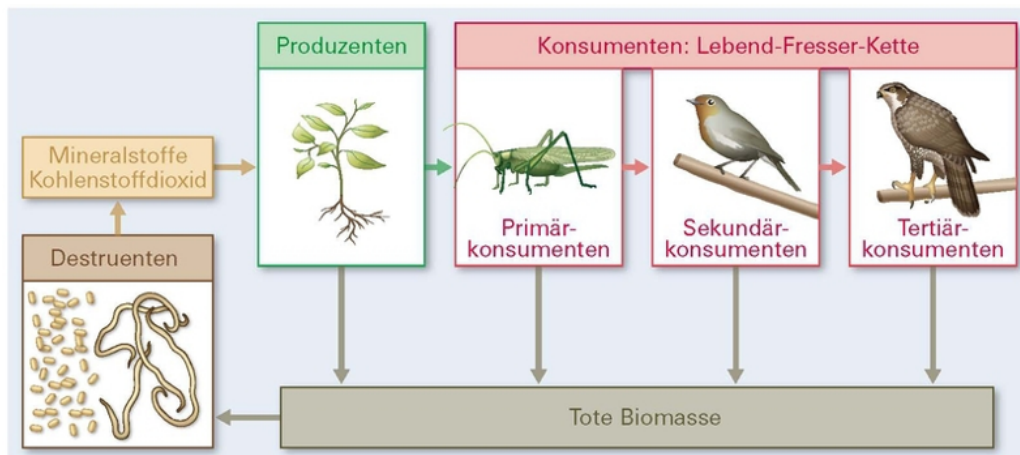 Produzenten
Konsumenten: Lebend-Fresser-Kette
Mineralstoffe
Kohlenstoffdioxid
Primär-
konsumenten
Sekundär-
konsumenten
Tertiär-
konsumenten
Destruenten
Tote Biomasse